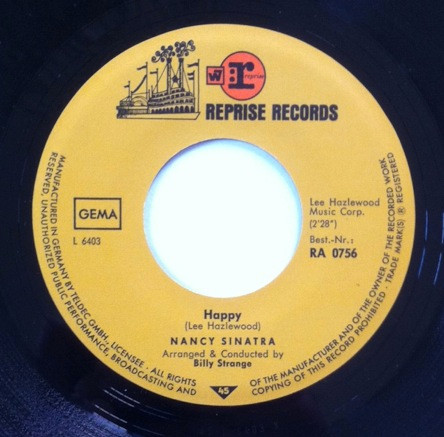 W
r
reprise
REPRISE RECORDS
GEMA
L 6403
Lee Hazlewood
Music Corp.
(2'28")
Best.-Nr.:
RA 0756
Happy
(Lee Hazlewood)
NANCY SINATRA
Arranged & Conducted by
Billy Strange
45
MANUFACTURED IN GERMANY BY TELDEC GMBH., LICENSEE · ALL RIGHTS
RESERVED, UNAUTHORIZED PUBLIC PERFORMANCE, BROADCASTING AND
COPYING OF THIS RECORD PROHIBITED · TRADE MARK(S) ® REGISTERED
OF THE MANUFACTURER AND OF THE OWNER OF THE RECORDED WORK